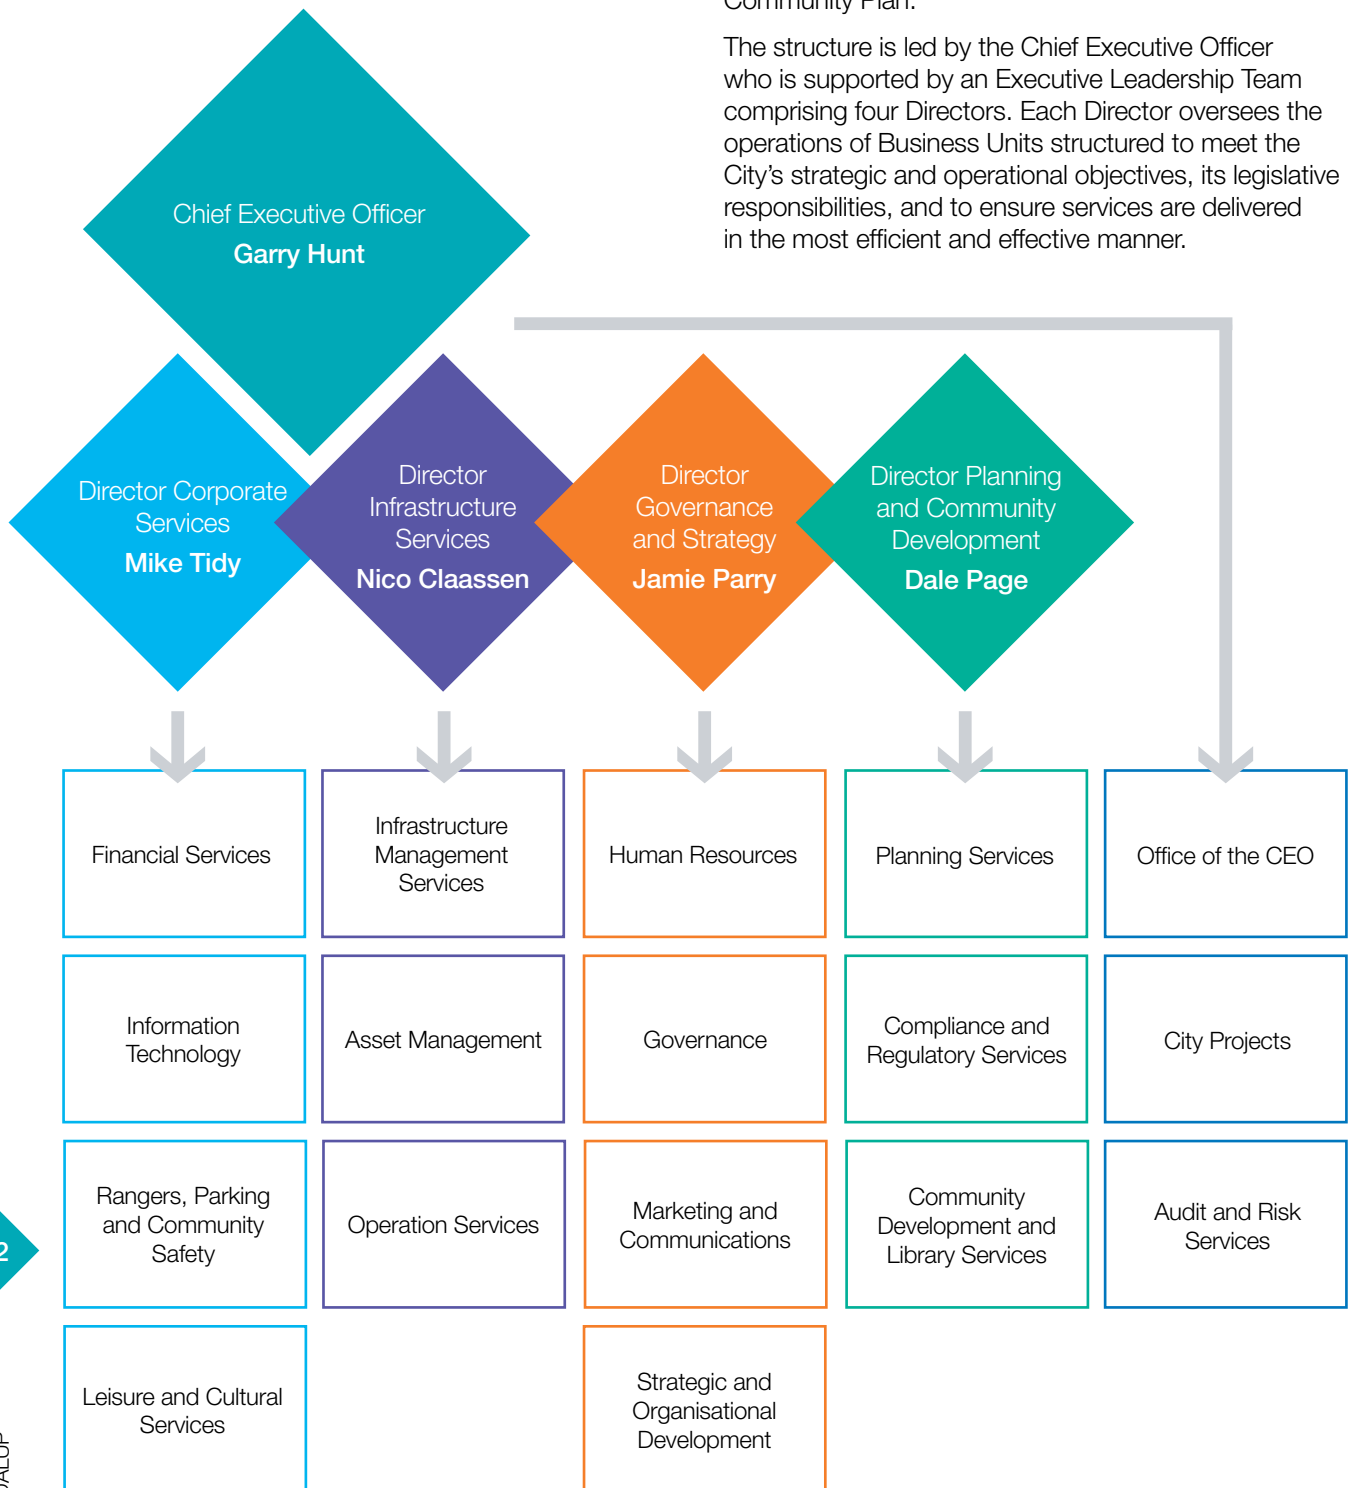 Community Plan.
The structure is led by the Chief Executive Officer
who is supported by an Executive Leadership Team
comprising four Directors. Each Director oversees the
operations of Business Units structured to meet the
City’s strategic and operational objectives, its legislative
responsibilities, and to ensure services are delivered
in the most efficient and effective manner.
Chief Executive Officer
Garry Hunt
Director Corporate
Services
Mike Tidy
Director
Infrastructure
Services
Nico Claassen
Director
Governance
and Strategy
Jamie Parry
Director Planning
and Community
Development
Dale Page
Financial Services
Infrastructure
Management
Services
Human Resources
Planning Services
Office of the CEO
Information
Technology
Asset Management
Governance
Compliance and
Regulatory Services
City Projects
Rangers, Parking
and Community
Safety
Operation Services
Marketing and
Communications
Community
Development and
Library Services
Audit and Risk
Services
Leisure and Cultural
Services
Strategic and
Organisational
Development
2